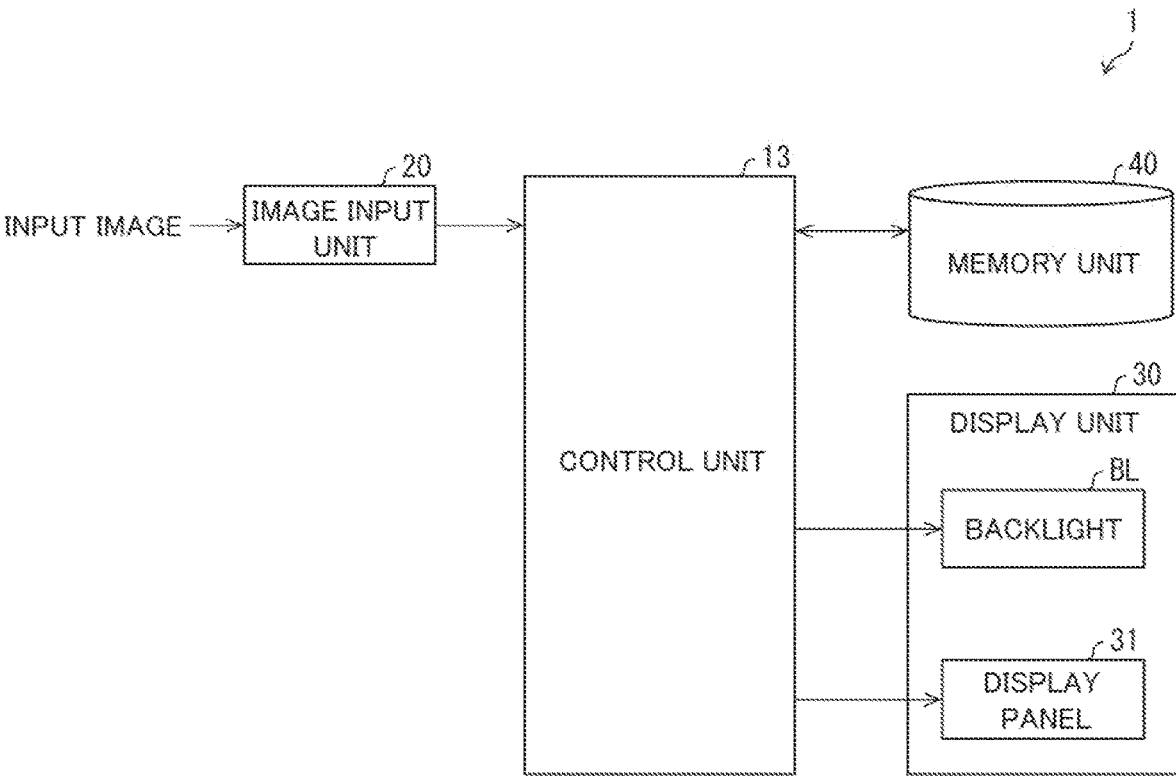 1
20
13
40
INPUT IMAGE
IMAGE INPUT
UNIT
MEMORY UNIT
CONTROL UNIT
30
DISPLAY UNIT
BL
BACKLIGHT
31
DISPLAY
PANEL